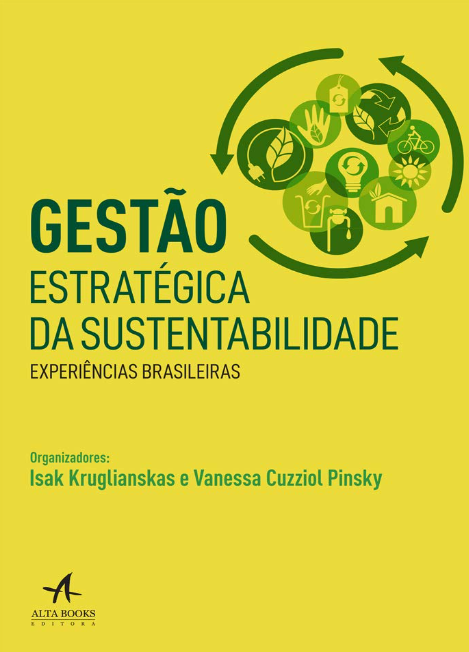 GESTÃO
ESTRATÉGICA
DA SUSTENTABILIDADE
EXPERIÊNCIAS BRASILEIRAS
Organizadores:
Isak Kruglianskas e Vanessa Cuzziol Pinsky
ALTA BOOKS
EDITORA